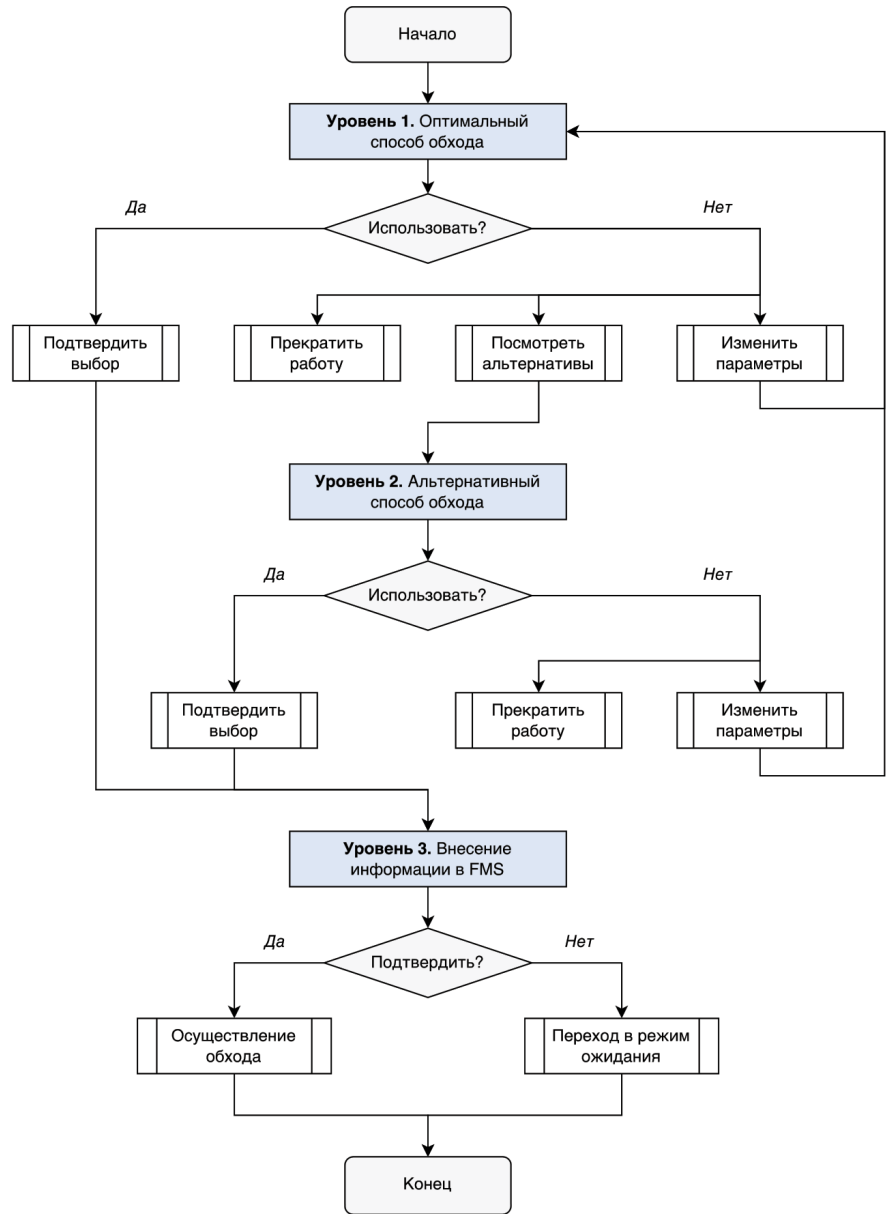 Начало
Уровень 1. Оптимальный
способ обхода
Да
Нет
Использовать?
Подтвердить
выбор
Прекратить
работу
Посмотреть
альтернативы
Изменить
параметры
Уровень 2. Альтернативный
способ обхода
Да
Нет
Использовать?
Подтвердить
выбор
Прекратить
работу
Изменить
параметры
Уровень 3. Внесение
информации в FMS
Да
Нет
Подтвердить?
Осуществление
обхода
Переход в режим
ожидания
Конец